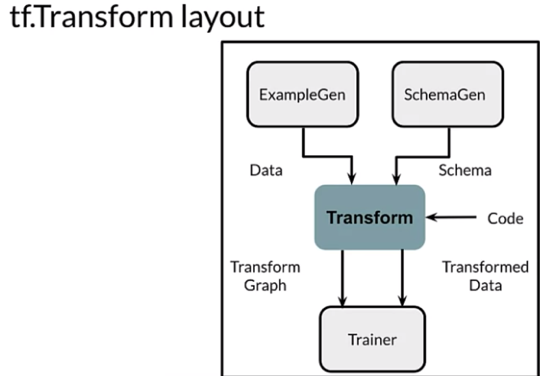 tf.Transform layout
ExampleGen
SchemaGen
Data
Schema
Transform
Code
Transform
Graph
Transformed
Data
Trainer